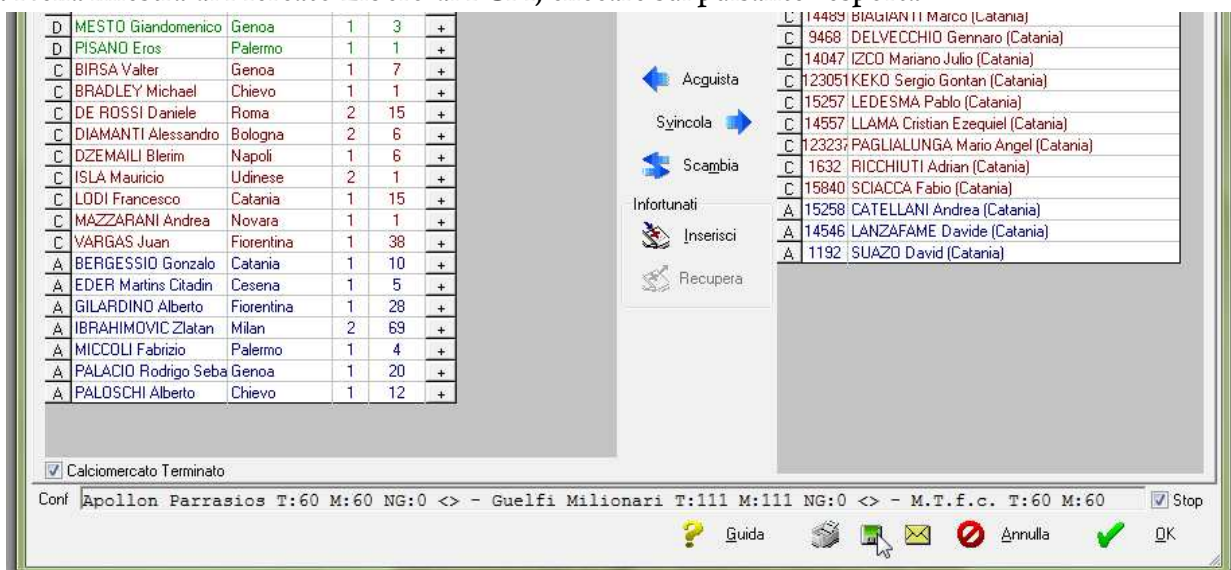 D MESTO Giandomenico Genoa 1 3 +
D PISANO Eros Palermo 1 1 +
C BIRSA Valter Genoa 1 7 +
C BRADLEY Michael Chievo 1 1 +
C DE ROSSI Daniele Roma 2 15 +
C DIAMANTI Alessandro Bologna 2 6 +
C DZEMAILI Blerim Napoli 1 6 +
C ISLA Mauricio Udinese 2 1 +
C LODI Francesco Catania 1 15 +
C MAZZARANI Andrea Novara 1 1 +
C VARGAS Juan Fiorentina 1 38 +
A BERGESSIO Gonzalo Catania 1 10 +
A EDER Martins Citadin Cesena 1 5 +
A GILARDINO Alberto Fiorentina 1 28 +
A IBRAHIMOVIC Zlatan Milan 2 69 +
A MICCOLI Fabrizio Palermo 1 4 +
A PALACIO Rodrigo Seba Genoa 1 20 +
A PALOSCHI Alberto Chievo 1 12 +
Acquista
Svincola
Scambia
Infortunati
Inserisci
Recupera
C 14489 BIAGIANTI Marco (Catania)
C 9468 DELVECCHIO Gennaro (Catania)
C 14047 IZCO Mariano Julio (Catania)
C 123051 KEKO Sergio Gontan (Catania)
C 15257 LEDESMA Pablo (Catania)
C 14557 LLAMA Cristian Ezequiel (Catania)
C 123237 PAGLIALUNGA Mario Angel (Catania)
C 1632 RICCHIUTI Adrian (Catania)
C 15840 SCIACCA Fabio (Catania)
A 15258 CATELLANI Andrea (Catania)
A 14546 LANZAFAME Davide (Catania)
A 1192 SUAZO David (Catania)
Calciomercato Terminato
Conf Apollon Parrasios T:60 M:60 NG:0 <> - Guelfi Milionari T:111 M:111 NG:0 <> - M.T.f.c. T:60 M:60 Stop
Guida Annulla OK